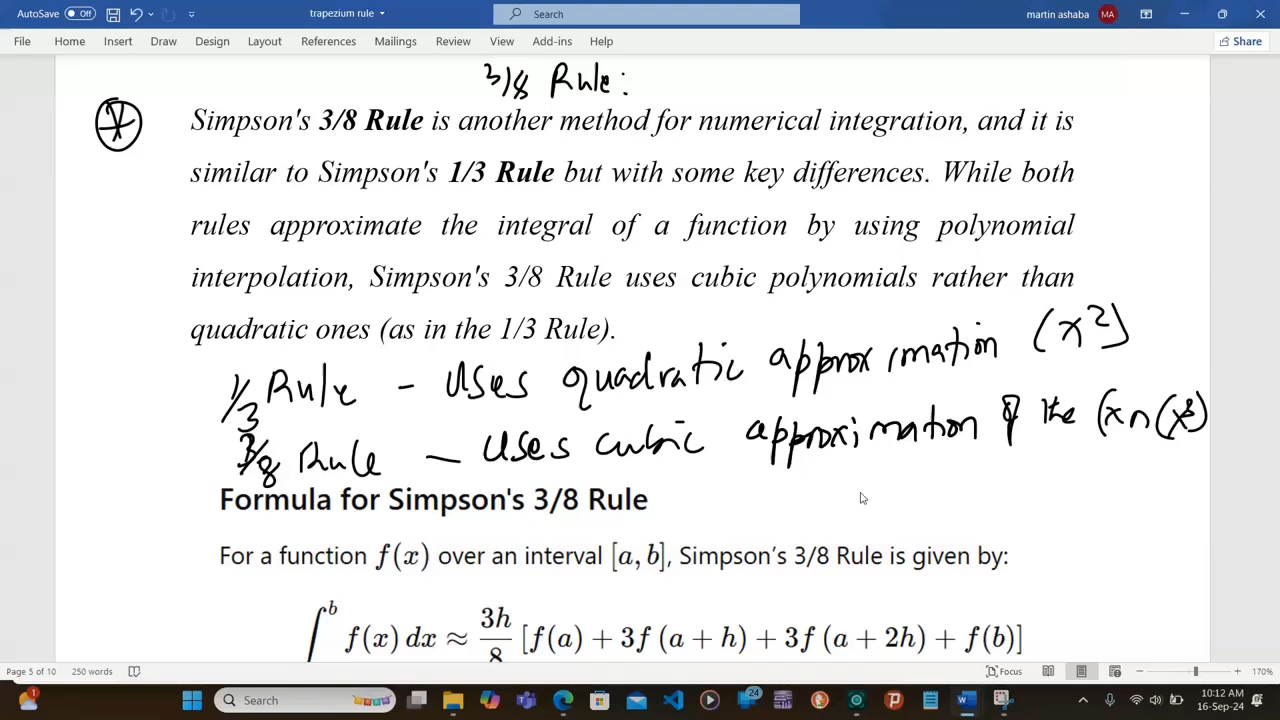 AutoSave Off
trapezium rule
Search
martin ashaba MA
File Home Insert Draw Design Layout References Mailings Review View Add-ins Help
Share
3/8 Rule:
Simpson's 3/8 Rule is another method for numerical integration, and it is
similar to Simpson's 1/3 Rule but with some key differences. While both
rules approximate the integral of a function by using polynomial
interpolation, Simpson's 3/8 Rule uses cubic polynomials rather than
quadratic ones (as in the 1/3 Rule).
1/3 Rule - Uses quadratic approximation (x²)
3/8 Rule — Uses cubic approximation of the (x³)
Formula for Simpson's 3/8 Rule
For a function f(x) over an interval [a, b], Simpson's 3/8 Rule is given by:
∫ᵇ f(x) dx ≈ 3h/8 [f(a) + 3f (a + h) + 3f (a + 2h) + f(b)]
Page 5 of 10 250 words
Focus
170%
1
Search
24
10:12 AM
16-Sep-24